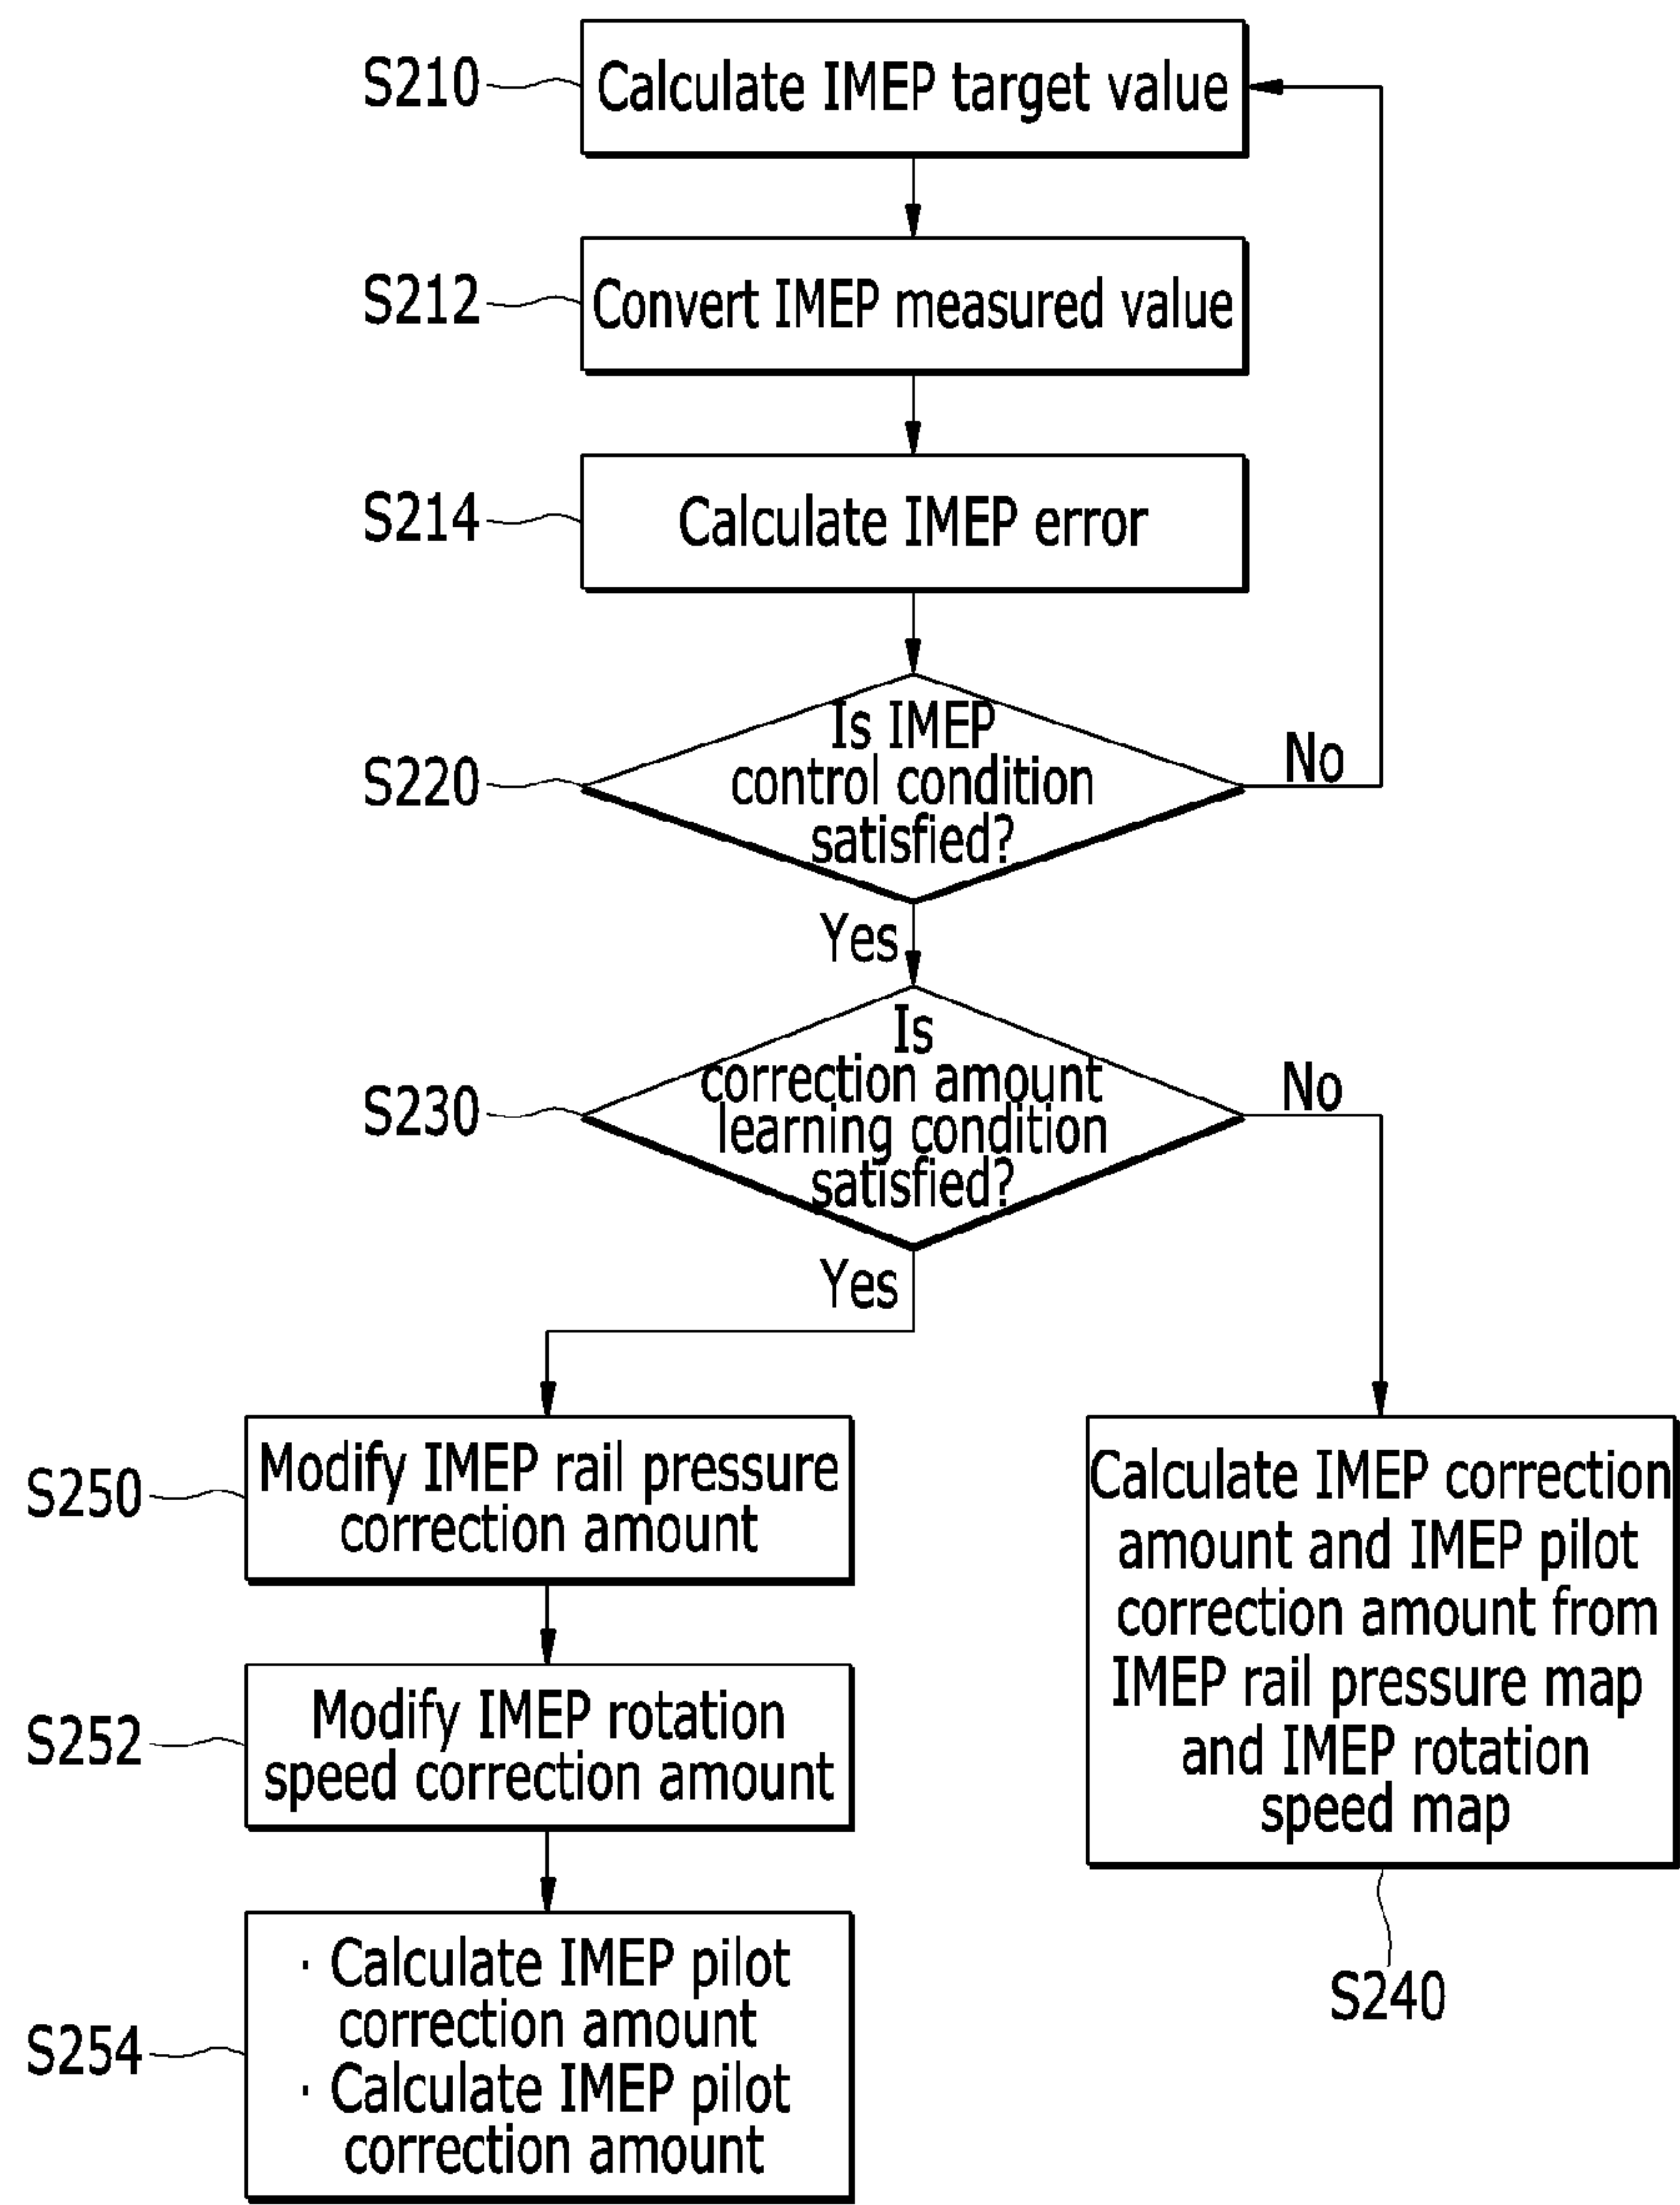 S210
Calculate IMEP target value
S212
Convert IMEP measured value
S214
Calculate IMEP error
S220
Is IMEP
control condition
satisfied?
No
Yes
S230
Is
correction amount
learning condition
satisfied?
No
Yes
S250
Modify IMEP rail pressure
correction amount
S252
Modify IMEP rotation
speed correction amount
S254
· Calculate IMEP pilot
correction amount
· Calculate IMEP pilot
correction amount
Calculate IMEP correction
amount and IMEP pilot
correction amount from
IMEP rail pressure map
and IMEP rotation
speed map
S240